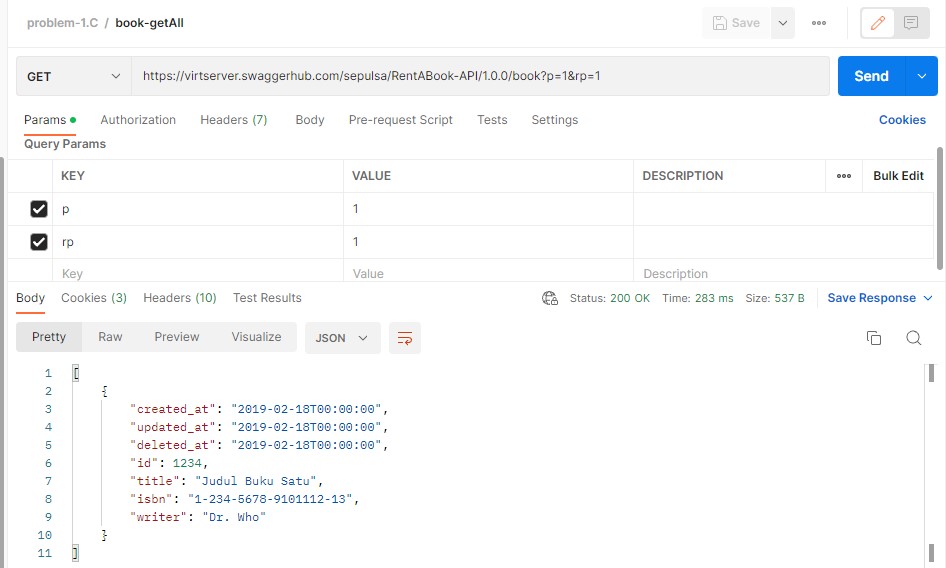 problem-1.C / book-getAll
Save
GET https://virtserver.swaggerhub.com/sepulsa/RentABook-API/1.0.0/book?p=1&rp=1 Send
Params Authorization Headers (7) Body Pre-request Script Tests Settings Cookies
Query Params
KEY VALUE DESCRIPTION Bulk Edit
p 1
rp 1
Key Value Description
Body Cookies (3) Headers (10) Test Results Status: 200 OK Time: 283 ms Size: 537 B Save Response
Pretty Raw Preview Visualize JSON
1 [
2 {
3 "created_at": "2019-02-18T00:00:00",
4 "updated_at": "2019-02-18T00:00:00",
5 "deleted_at": "2019-02-18T00:00:00",
6 "id": 1234,
7 "title": "Judul Buku Satu",
8 "isbn": "1-234-5678-9101112-13",
9 "writer": "Dr. Who"
10 }
11 ]